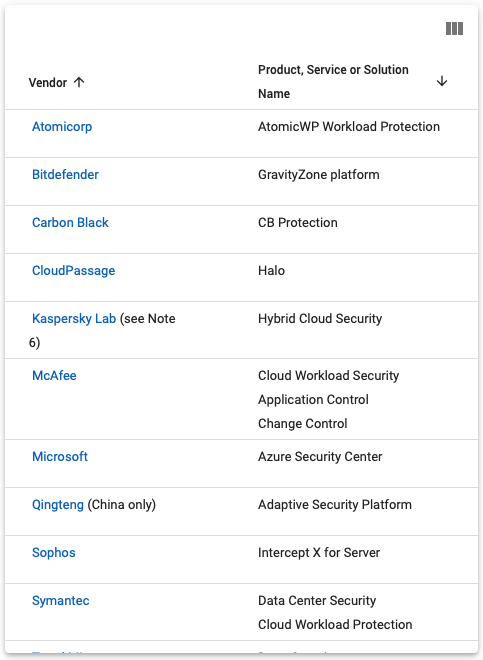 Vendor
Product, Service or Solution
Name
Atomicorp AtomicWP Workload Protection
Bitdefender GravityZone platform
Carbon Black CB Protection
CloudPassage Halo
Kaspersky Lab (see Note Hybrid Cloud Security
6)
McAfee Cloud Workload Security
Application Control
Change Control
Microsoft Azure Security Center
Qingteng (China only) Adaptive Security Platform
Sophos Intercept X for Server
Symantec Data Center Security
Cloud Workload Protection